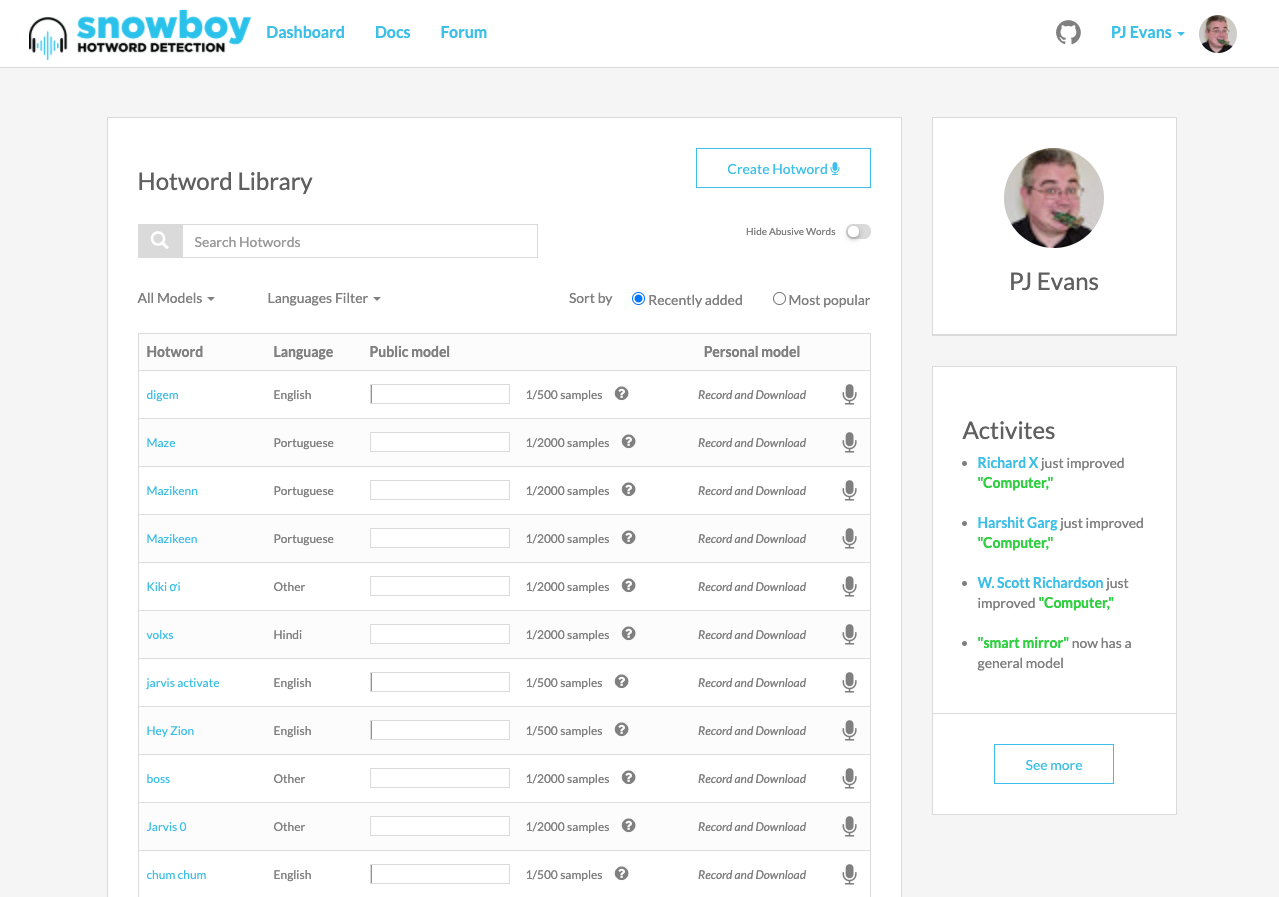 snowboy
HOTWORD DETECTION
Dashboard Docs Forum PJ Evans
Hotword Library
Create Hotword
Search Hotwords
Hide Abusive Words
All Models Languages Filter Sort by Recently added Most popular
Hotword Language Public model Personal model
digem English 1/500 samples ? Record and Download
Maze Portuguese 1/2000 samples ? Record and Download
Mazikenn Portuguese 1/2000 samples ? Record and Download
Mazikeen Portuguese 1/2000 samples ? Record and Download
Kiki ơi Other 1/2000 samples ? Record and Download
volxs Hindi 1/2000 samples ? Record and Download
jarvis activate English 1/500 samples ? Record and Download
Hey Zion English 1/500 samples ? Record and Download
boss Other 1/2000 samples ? Record and Download
Jarvis 0 Other 1/2000 samples ? Record and Download
chum chum English 1/500 samples ? Record and Download
PJ Evans
Activites
Richard X just improved
"Computer,"
Harshit Garg just improved
"Computer,"
W. Scott Richardson just
improved "Computer,"
"smart mirror" now has a
general model
See more